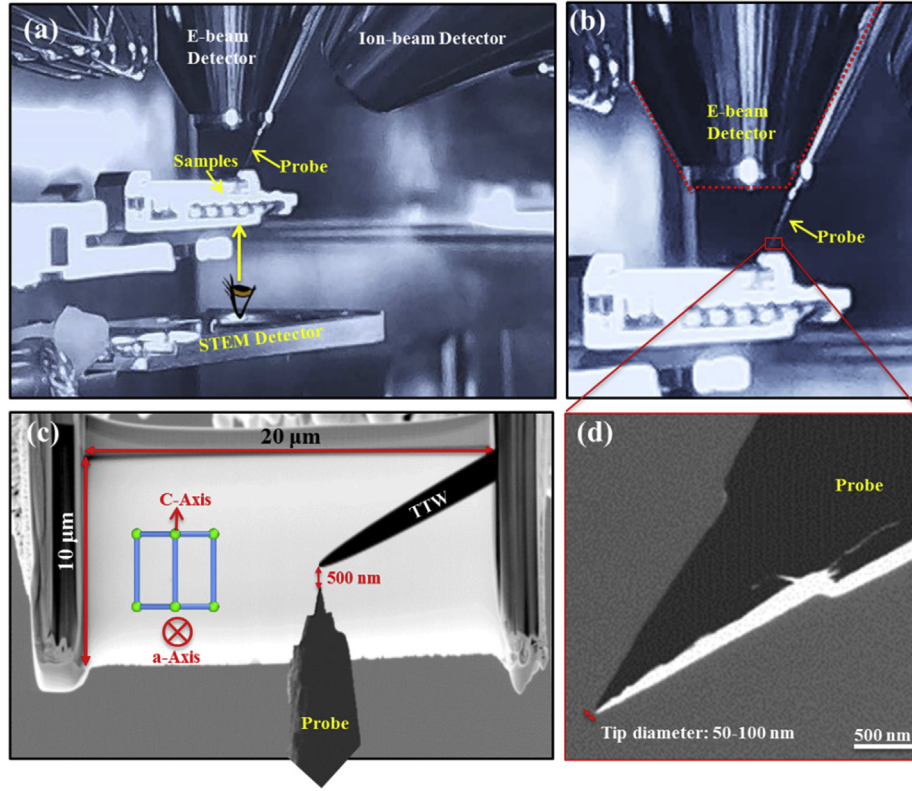 (a)
E-beam
Detector
Ion-beam Detector
Samples
Probe
STEM Detector
(b)
E-beam
Detector
Probe
(c)
20 μm
C-Axis
TTW
10 μm
500 nm
a-Axis
Probe
(d)
Probe
Tip diameter: 50-100 nm
500 nm